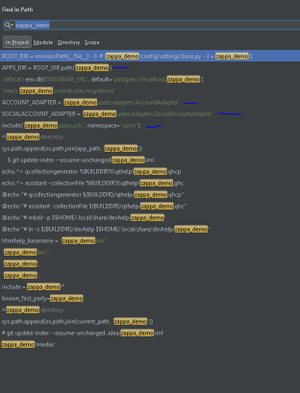 Find in Path
zappa_demo
In Project Module Directory Scope
ROOT_DIR = environ.Path(__file__) - 3 # (zappa_demo/config/settings/base.py - 3 = zappa_demo/)
APPS_DIR = ROOT_DIR.path('zappa_demo')
'default': env.db('DATABASE_URL', default='postgres://localhost/zappa_demo'),
'sites': 'zappa_demo.contrib.sites.migrations'
ACCOUNT_ADAPTER = 'zappa_demo.users.adapters.AccountAdapter'
SOCIALACCOUNT_ADAPTER = 'zappa_demo.users.adapters.SocialAccountAdapter'
include('zappa_demo.users.urls', namespace='users'),
# zappa_demo directory.
sys.path.append(os.path.join(app_path, 'zappa_demo'))
$ git update-index --assume-unchanged zappa_demo.iml
echo.^> qcollectiongenerator %BUILDDIR%\qthelp\zappa_demo.qhcp
echo.^> assistant -collectionFile %BUILDDIR%\qthelp\zappa_demo.ghc
@echo "# qcollectiongenerator $(BUILDDIR)/qthelp/zappa_demo.qhcp"
@echo "# assistant -collectionFile $(BUILDDIR)/qthelp/zappa_demo.qhc"
@echo "# mkdir -p $$HOME/.local/share/devhelp/zappa_demo"
@echo "# ln -s $(BUILDDIR)/devhelp $$HOME/.local/share/devhelp/zappa_demo"
htmlhelp_basename = 'zappa_demodoc'
'zappa_demo.tex',
zappa_demo
zappa_demo
zappa_demo
include = zappa_demo/*
known_first_party=zappa_demo
# zappa_demo directory.
sys.path.append(os.path.join(current_path, 'zappa_demo'))
# git update-index --assume-unchanged .idea/zappa_demo.iml
zappa_demo/media/